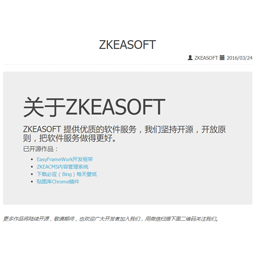 ZKEASOFT
ZKEASOFT 2016/03/24
关于ZKEASOFT
ZKEASOFT 提供优质的软件服务，我们坚持开源，开放原
则，把软件服务做得更好。
已开源作品：
EasyFrameWork开发框架
ZKEACMS内容管理系统
下载必应（Bing）每天壁纸
拍图库Chrome插件
更多作品将陆续开源，敬请期待，也欢迎广大开发者加入我们，用微信扫描下面二维码关注我们。